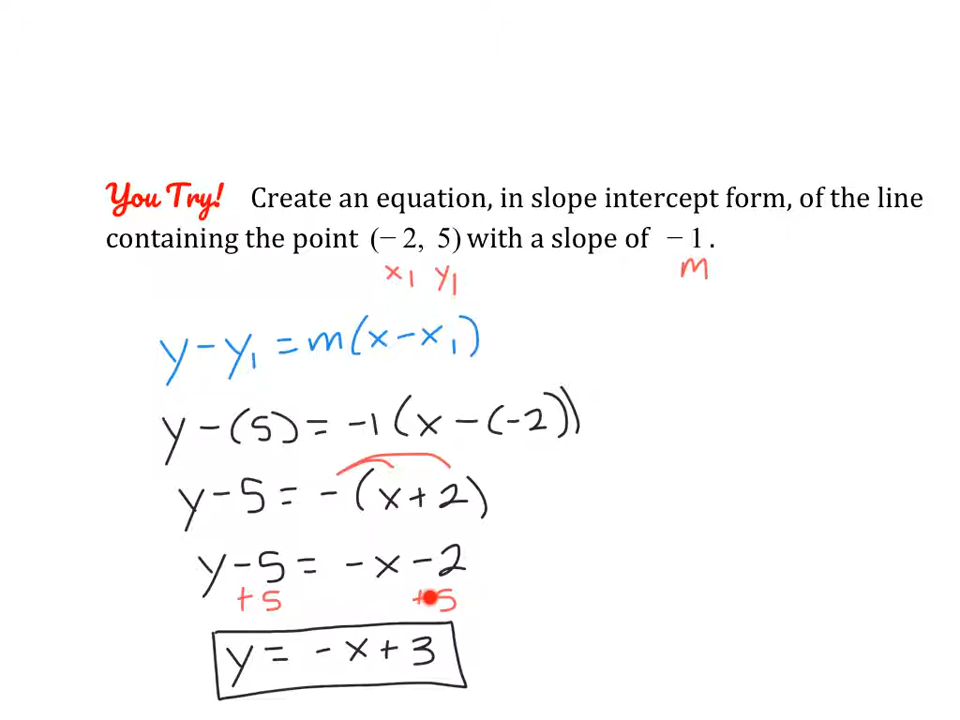 You Try! Create an equation, in slope intercept form, of the line
containing the point (− 2, 5) with a slope of − 1 .
x₁ y₁ m
y - y₁ = m(x - x₁)
y - (5) = -1 (x - (-2))
y - 5 = - (x + 2)
y - 5 = - x - 2
+ 5 + 5
y = - x + 3